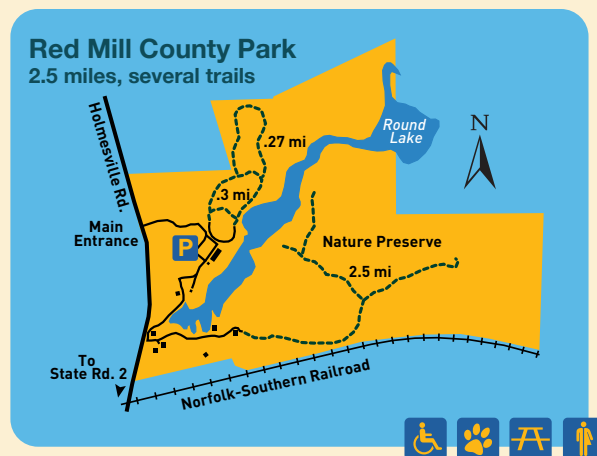 Red Mill County Park
2.5 miles, several trails
Holmesville Rd.
Round
Lake
N
.27 mi
.3 mi
Main
Entrance
P
Nature Preserve
2.5 mi
To
State Rd. 2
Norfolk-Southern Railroad